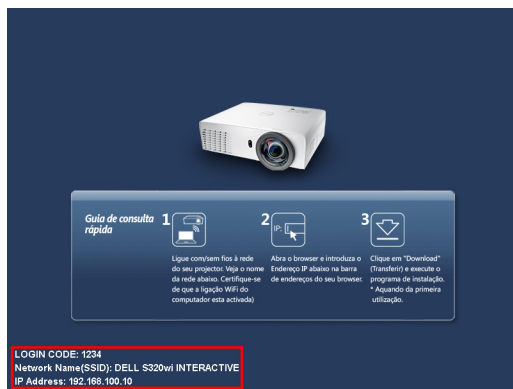 Guia de consulta
rápida
1
Ligue com/sem fios à rede
do seu projector. Veja o nome
da rede abaixo. Certifique-se
de que a ligação WiFi do
computador esta activada)
2
IP:
Abra o browser e introduza o
Endereço IP abaixo na barra
de endereços do seu browser.
3
Clique em "Download"
(Transferir) e execute o
programa de instalação.
* Aquando da primeira
utilização.
LOGIN CODE: 1234
Network Name(SSID): DELL S320wi INTERACTIVE
IP Address: 192.168.100.10